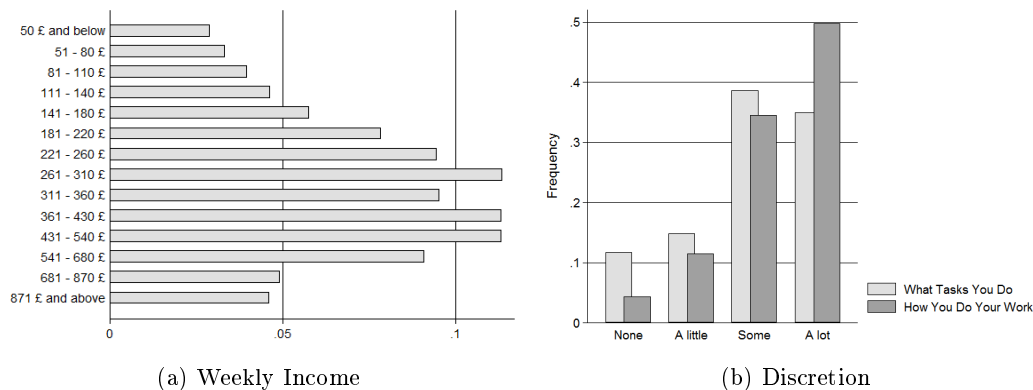 50 £ and below
51 - 80 £
81 - 110 £
111 - 140 £
141 - 180 £
181 - 220 £
221 - 260 £
261 - 310 £
311 - 360 £
361 - 430 £
431 - 540 £
541 - 680 £
681 - 870 £
871 £ and above
0 .05 .1
(a) Weekly Income
Frequency
.5
.4
.3
.2
.1
0
None A little Some A lot
What Tasks You Do
How You Do Your Work
(b) Discretion